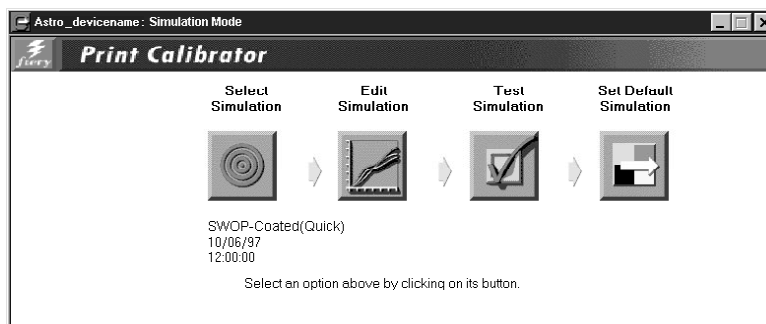 Astro_devicename: Simulation Mode
fiery
Print Calibrator
Select Simulation
Edit Simulation
Test Simulation
Set Default Simulation
SWOP-Coated(Quick)
10/06/97
12:00:00
Select an option above by clicking on its button.